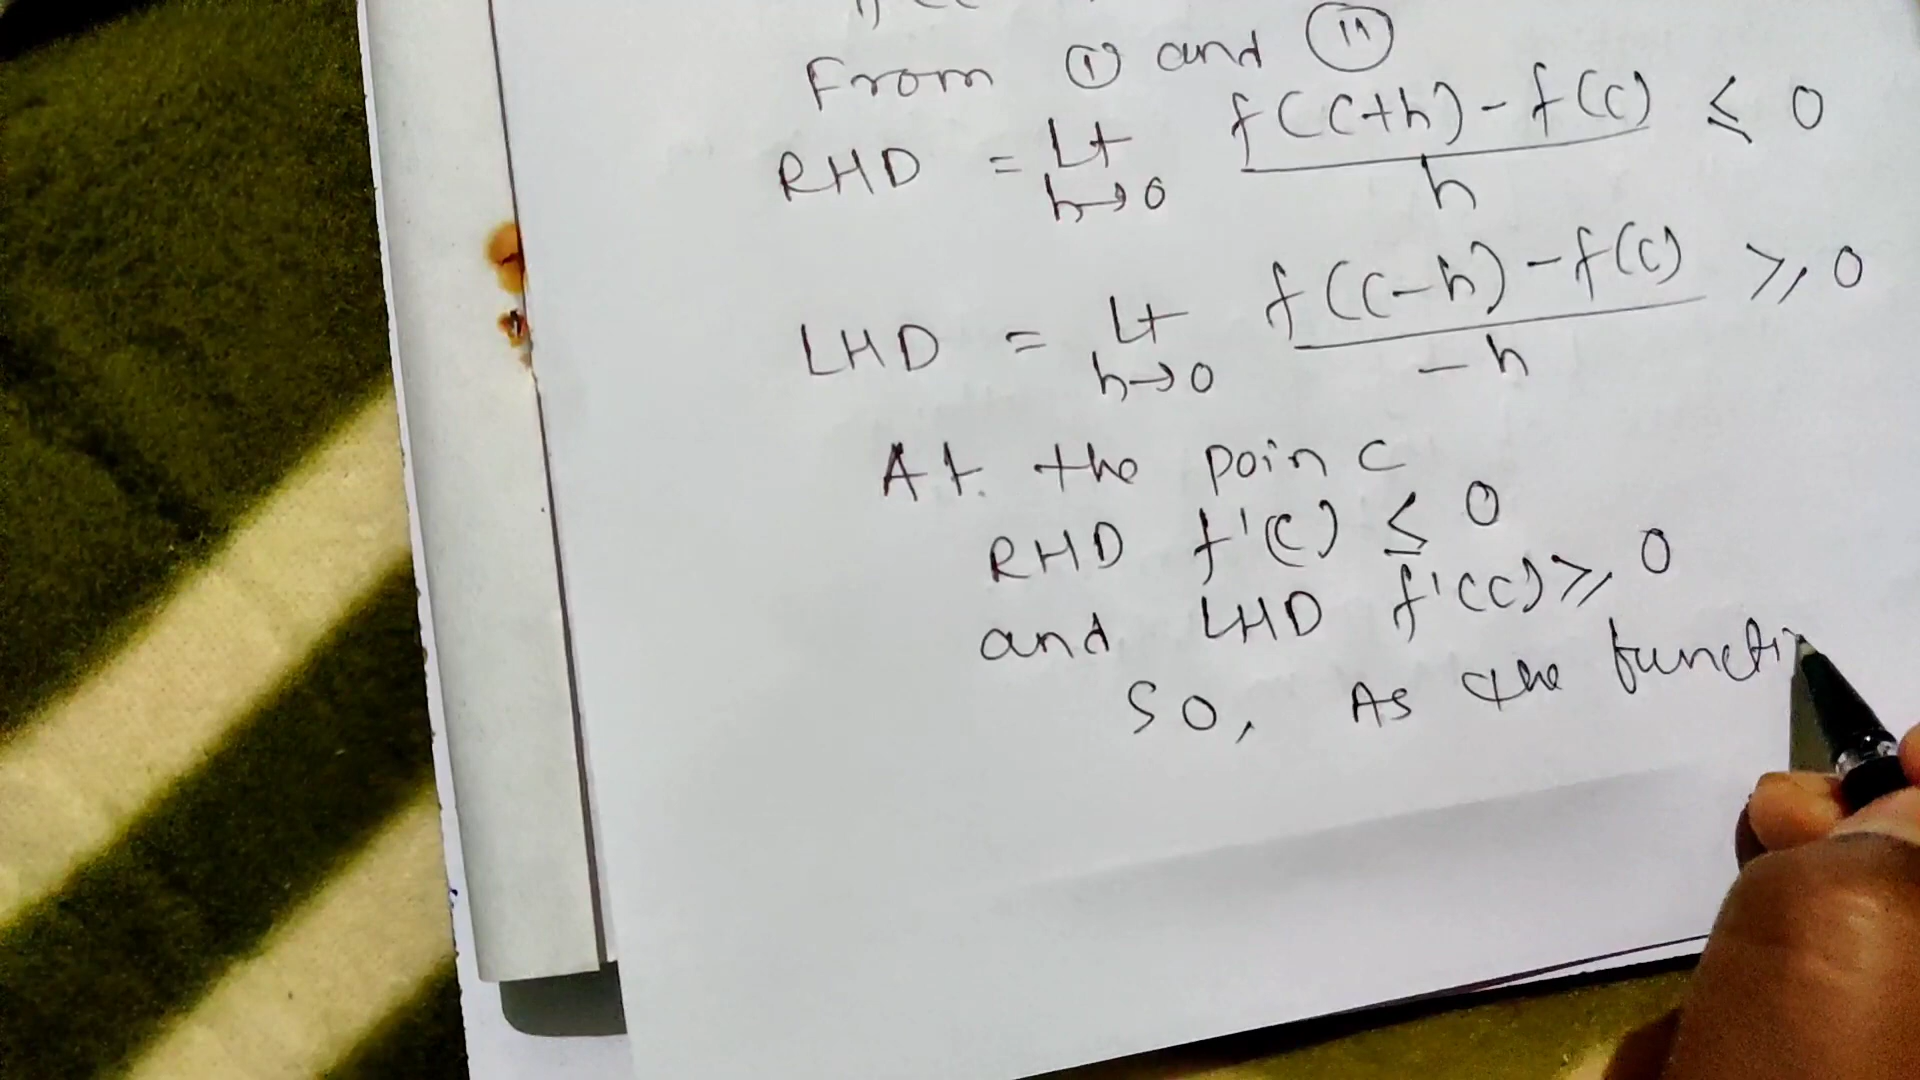 From (i) and (ii)
RHD = Lt h→0 f(c+h) - f(c) / h ≤ 0
LHD = Lt h→0 f(c-h) - f(c) / -h ≥ 0
At the poin c
RHD f'(c) ≤ 0
and LHD f'(c) ≥ 0
So, As the functi